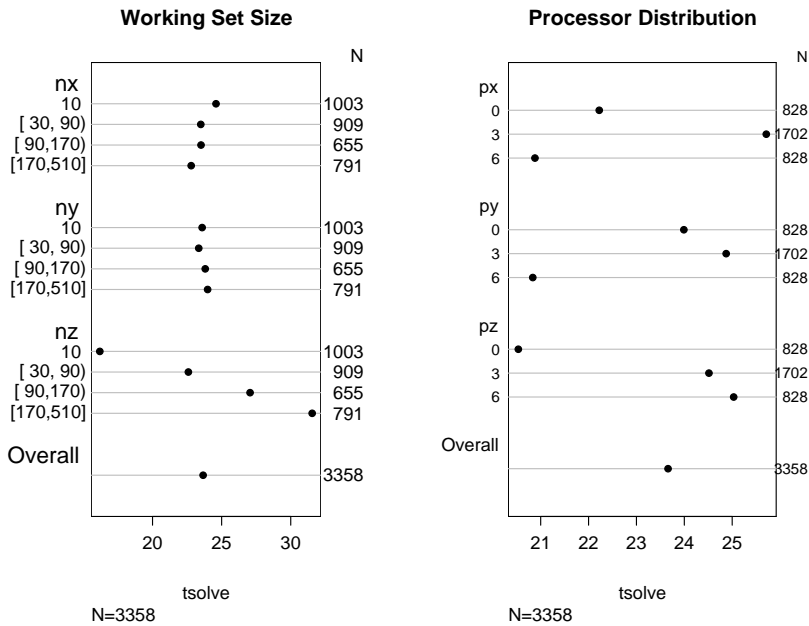 Working Set Size
N
nx
10 1003
[ 30, 90) 909
[ 90,170) 655
[170,510] 791
ny
10 1003
[ 30, 90) 909
[ 90,170) 655
[170,510] 791
nz
10 1003
[ 30, 90) 909
[ 90,170) 655
[170,510] 791
Overall
3358
20 25 30
tsolve
N=3358
Processor Distribution
N
px
0 828
3 1702
6 828
py
0 828
3 1702
6 828
pz
0 828
3 1702
6 828
Overall
3358
21 22 23 24 25
tsolve
N=3358